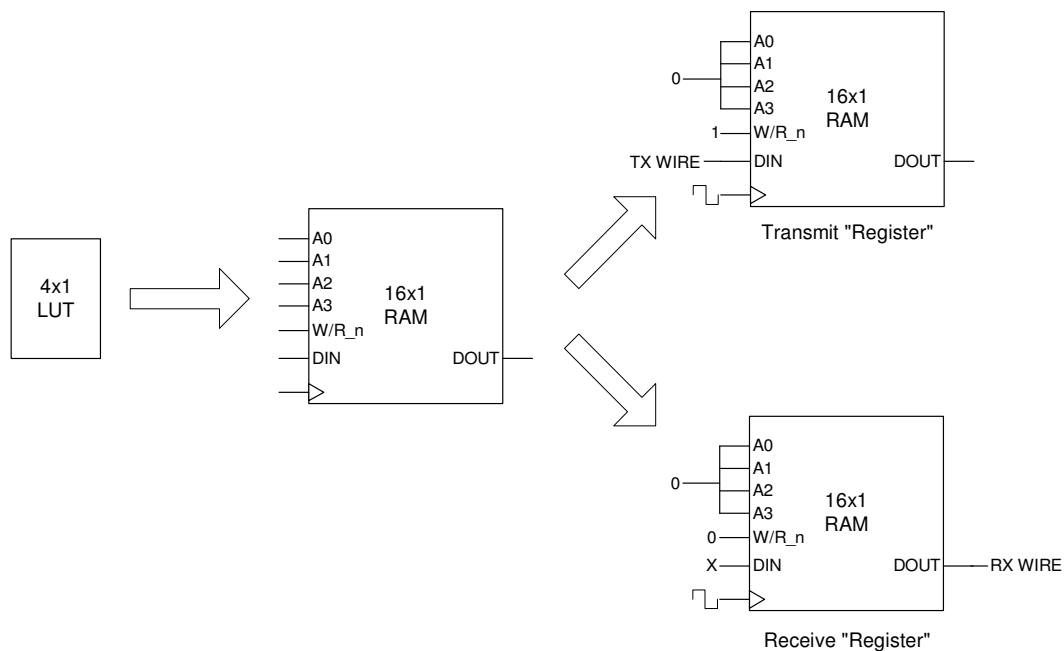 4x1
LUT
A0
A1
A2
A3
W/R_n
DIN
16x1
RAM
DOUT
0
1
TX WIRE
A0
A1
A2
A3
W/R_n
DIN
16x1
RAM
DOUT
Transmit "Register"
0
0
X
A0
A1
A2
A3
W/R_n
DIN
16x1
RAM
DOUT
RX WIRE
Receive "Register"